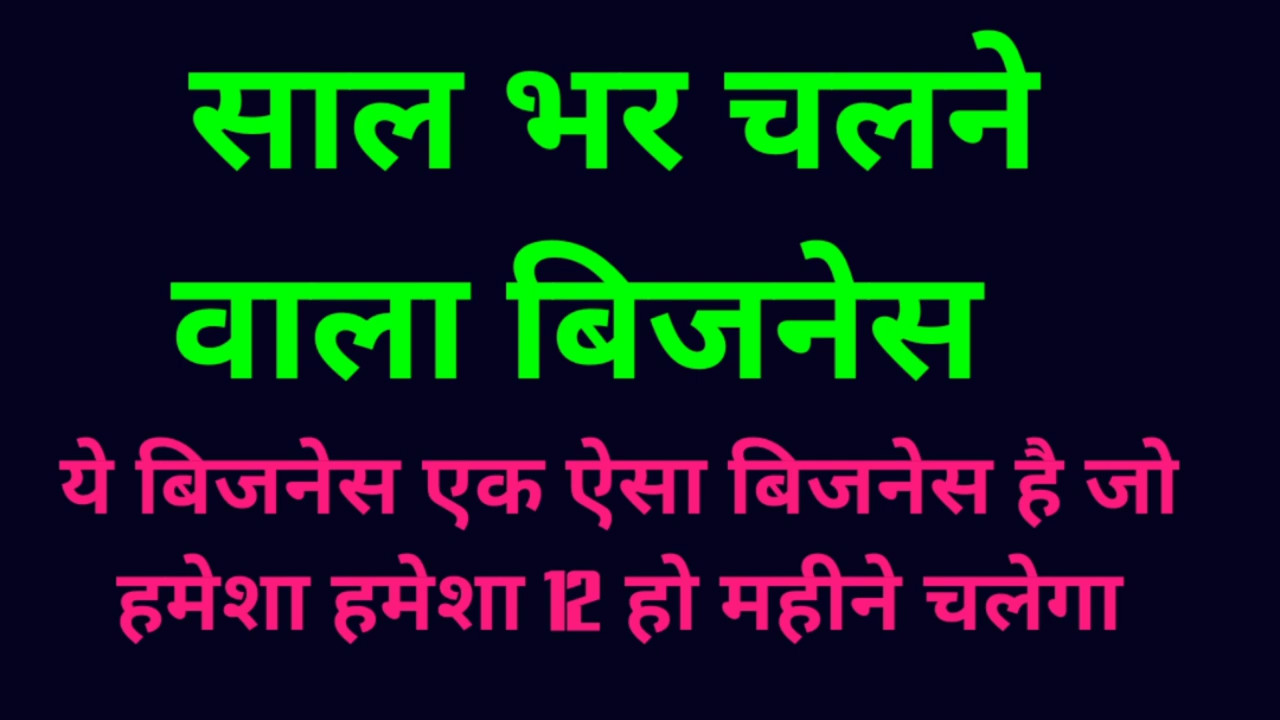 साल भर चलने
वाला बिजनेस
ये बिजनेस एक ऐसा बिजनेस है जो
हमेशा हमेशा 12 हो महीने चलेगा